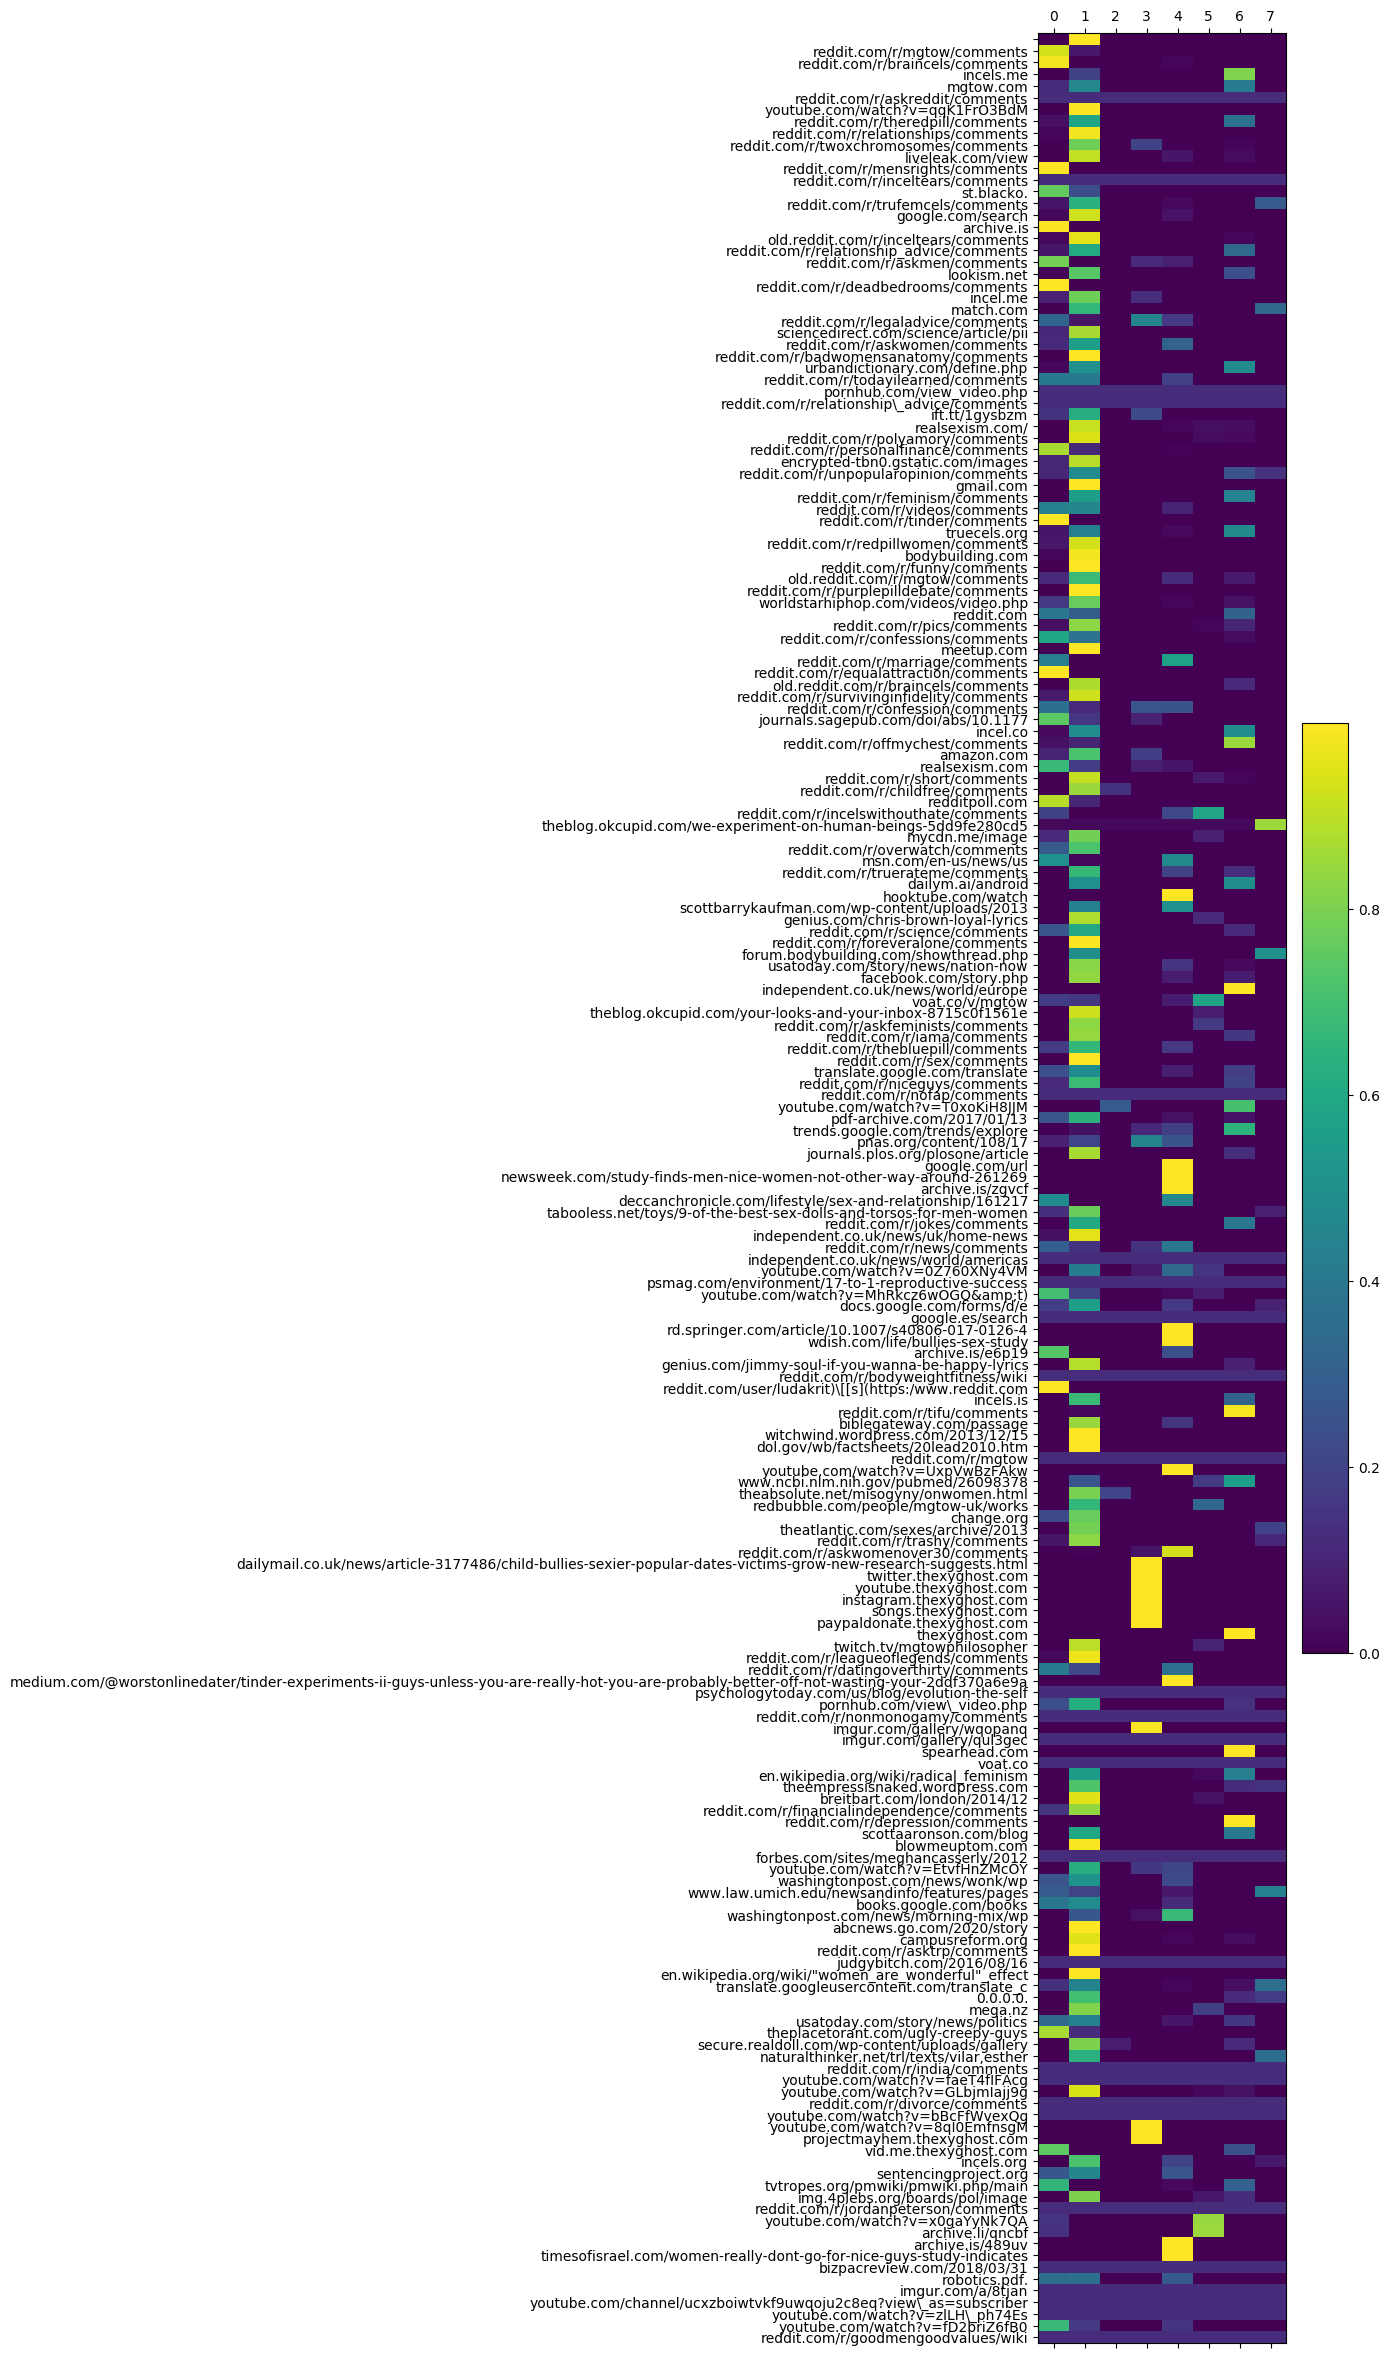 0 1 2 3 4 5 6 7
reddit.com/r/mgtow/comments
reddit.com/r/braincels/comments
incels.me
mgtow.com
reddit.com/r/askreddit/comments
youtube.com/watch?v=qgK1FrO3BdM
reddit.com/r/theredpill/comments
reddit.com/r/relationships/comments
reddit.com/r/twoxchromosomes/comments
liveleak.com/view
reddit.com/r/mensrights/comments
reddit.com/r/inceltears/comments
st.blacko.
reddit.com/r/trufemcels/comments
google.com/search
archive.is
old.reddit.com/r/inceltears/comments
reddit.com/r/relationship_advice/comments
reddit.com/r/askmen/comments
lookism.net
reddit.com/r/deadbedrooms/comments
incel.me
match.com
reddit.com/r/legaladvice/comments
sciencedirect.com/science/article/pii
reddit.com/r/askwomen/comments
reddit.com/r/badwomensanatomy/comments
urbandictionary.com/define.php
reddit.com/r/todayilearned/comments
pornhub.com/view_video.php
reddit.com/r/relationship\_advice/comments
ift.tt/1gysbzm
realsexism.com/
reddit.com/r/polyamory/comments
reddit.com/r/personalfinance/comments
encrypted-tbn0.gstatic.com/images
reddit.com/r/unpopularopinion/comments
gmail.com
reddit.com/r/feminism/comments
reddit.com/r/videos/comments
reddit.com/r/tinder/comments
truecels.org
reddit.com/r/redpillwomen/comments
bodybuilding.com
reddit.com/r/funny/comments
old.reddit.com/r/mgtow/comments
reddit.com/r/purplepilldebate/comments
worldstarhiphop.com/videos/video.php
reddit.com
reddit.com/r/pics/comments
reddit.com/r/confessions/comments
meetup.com
reddit.com/r/marriage/comments
reddit.com/r/equalattraction/comments
old.reddit.com/r/braincels/comments
reddit.com/r/survivinginfidelity/comments
reddit.com/r/confession/comments
journals.sagepub.com/doi/abs/10.1177
incel.co
reddit.com/r/offmychest/comments
amazon.com
realsexism.com
reddit.com/r/short/comments
reddit.com/r/childfree/comments
redditpoll.com
reddit.com/r/incelswithouthate/comments
theblog.okcupid.com/we-experiment-on-human-beings-5dd9fe280cd5
mycdn.me/image
reddit.com/r/overwatch/comments
msn.com/en-us/news/us
reddit.com/r/truerateme/comments
dailym.ai/android
hooktube.com/watch
scottbarrykaufman.com/wp-content/uploads/2013
genius.com/chris-brown-loyal-lyrics
reddit.com/r/science/comments
reddit.com/r/foreveralone/comments
forum.bodybuilding.com/showthread.php
usatoday.com/story/news/nation-now
facebook.com/story.php
independent.co.uk/news/world/europe
voat.co/v/mgtow
theblog.okcupid.com/your-looks-and-your-inbox-8715c0f1561e
reddit.com/r/askfeminists/comments
reddit.com/r/iama/comments
reddit.com/r/thebluepill/comments
reddit.com/r/sex/comments
translate.google.com/translate
reddit.com/r/niceguys/comments
reddit.com/r/nofap/comments
youtube.com/watch?v=T0xoKiH8JJM
pdf-archive.com/2017/01/13
trends.google.com/trends/explore
pnas.org/content/108/17
journals.plos.org/plosone/article
google.com/url
newsweek.com/study-finds-men-nice-women-not-other-way-around-261269
archive.is/zgvcf
deccanchronicle.com/lifestyle/sex-and-relationship/161217
tabooless.net/toys/9-of-the-best-sex-dolls-and-torsos-for-men-women
reddit.com/r/jokes/comments
independent.co.uk/news/uk/home-news
reddit.com/r/news/comments
independent.co.uk/news/world/americas
youtube.com/watch?v=0Z760XNy4VM
psmag.com/environment/17-to-1-reproductive-success
youtube.com/watch?v=MhRkcz6wOGQ&amp;t)
docs.google.com/forms/d/e
google.es/search
rd.springer.com/article/10.1007/s40806-017-0126-4
wdish.com/life/bullies-sex-study
archive.is/e6p19
genius.com/jimmy-soul-if-you-wanna-be-happy-lyrics
reddit.com/r/bodyweightfitness/wiki
reddit.com/user/ludakrit)\[[s](https:/www.reddit.com
incels.is
reddit.com/r/tifu/comments
biblegateway.com/passage
witchwind.wordpress.com/2013/12/15
dol.gov/wb/factsheets/20lead2010.htm
reddit.com/r/mgtow
youtube.com/watch?v=UxpVwBzFAkw
www.ncbi.nlm.nih.gov/pubmed/26098378
theabsolute.net/misogyny/onwomen.html
redbubble.com/people/mgtow-uk/works
change.org
theatlantic.com/sexes/archive/2013
reddit.com/r/trashy/comments
reddit.com/r/askwomenover30/comments
dailymail.co.uk/news/article-3177486/child-bullies-sexier-popular-dates-victims-grow-new-research-suggests.html
twitter.thexyghost.com
youtube.thexyghost.com
instagram.thexyghost.com
songs.thexyghost.com
paypaldonate.thexyghost.com
thexyghost.com
twitch.tv/mgtowphilosopher
reddit.com/r/leagueoflegends/comments
reddit.com/r/datingoverthirty/comments
medium.com/@worstonlinedater/tinder-experiments-ii-guys-unless-you-are-really-hot-you-are-probably-better-off-not-wasting-your-2ddf370a6e9a
psychologytoday.com/us/blog/evolution-the-self
pornhub.com/view\_video.php
reddit.com/r/nonmonogamy/comments
imgur.com/gallery/wqopanq
imgur.com/gallery/qul3gec
spearhead.com
voat.co
en.wikipedia.org/wiki/radical_feminism
theempressisnaked.wordpress.com
breitbart.com/london/2014/12
reddit.com/r/financialindependence/comments
reddit.com/r/depression/comments
scottaaronson.com/blog
blowmeuptom.com
forbes.com/sites/meghancasserly/2012
youtube.com/watch?v=EtvfHnZMcOY
washingtonpost.com/news/wonk/wp
www.law.umich.edu/newsandinfo/features/pages
books.google.com/books
washingtonpost.com/news/morning-mix/wp
abcnews.go.com/2020/story
campusreform.org
reddit.com/r/asktrp/comments
judgybitch.com/2016/08/16
en.wikipedia.org/wiki/"women_are_wonderful"_effect
translate.googleusercontent.com/translate_c
0.0.0.0.
mega.nz
usatoday.com/story/news/politics
theplacetorant.com/ugly-creepy-guys
secure.realdoll.com/wp-content/uploads/gallery
naturalthinker.net/trl/texts/vilar,esther
reddit.com/r/india/comments
youtube.com/watch?v=faeT4fIFAcg
youtube.com/watch?v=GLbjmIajj9g
reddit.com/r/divorce/comments
youtube.com/watch?v=bBcFfWvexQg
youtube.com/watch?v=8qI0EmfnsgM
projectmayhem.thexyghost.com
vid.me.thexyghost.com
incels.org
sentencingproject.org
tvtropes.org/pmwiki/pmwiki.php/main
img.4plebs.org/boards/pol/image
reddit.com/r/jordanpeterson/comments
youtube.com/watch?v=x0gaYyNk7QA
archive.li/qncbf
archive.is/489uv
timesofisrael.com/women-really-dont-go-for-nice-guys-study-indicates
bizpacreview.com/2018/03/31
robotics.pdf.
imgur.com/a/8tjan
youtube.com/channel/ucxzboiwtvkf9uwqoju2c8eq?view\_as=subscriber
youtube.com/watch?v=zlLH\_ph74Es
youtube.com/watch?v=fD2briZ6fB0
reddit.com/r/goodmengoodvalues/wiki
0.8
0.6
0.4
0.2
0.0